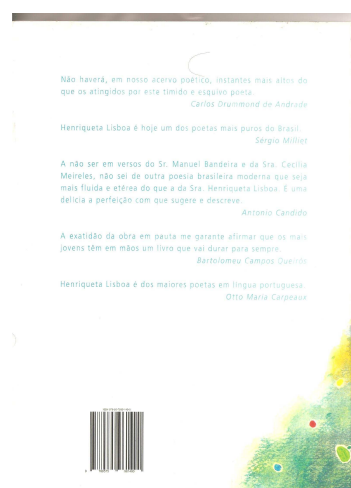 Não haverá, em nosso acervo poético, instantes mais altos do
que os atingidos por este tímido e esquivo poeta.
Carlos Drummond de Andrade
Henriqueta Lisboa é hoje um dos poetas mais puros do Brasil.
Sérgio Milliet
A não ser em versos do Sr. Manuel Bandeira e da Sra. Cecília
Meireles, não sei de outra poesia brasileira moderna que seja
mais fluida e etérea do que a da Sra. Henriqueta Lisboa. É uma
delícia a perfeição com que sugere e descreve.
Antonio Candido
A exatidão da obra em pauta me garante afirmar que os mais
jovens têm em mãos um livro que vai durar para sempre.
Bartolomeu Campos Queirós
Henriqueta Lisboa é dos maiores poetas em língua portuguesa.
Otto Maria Carpeaux